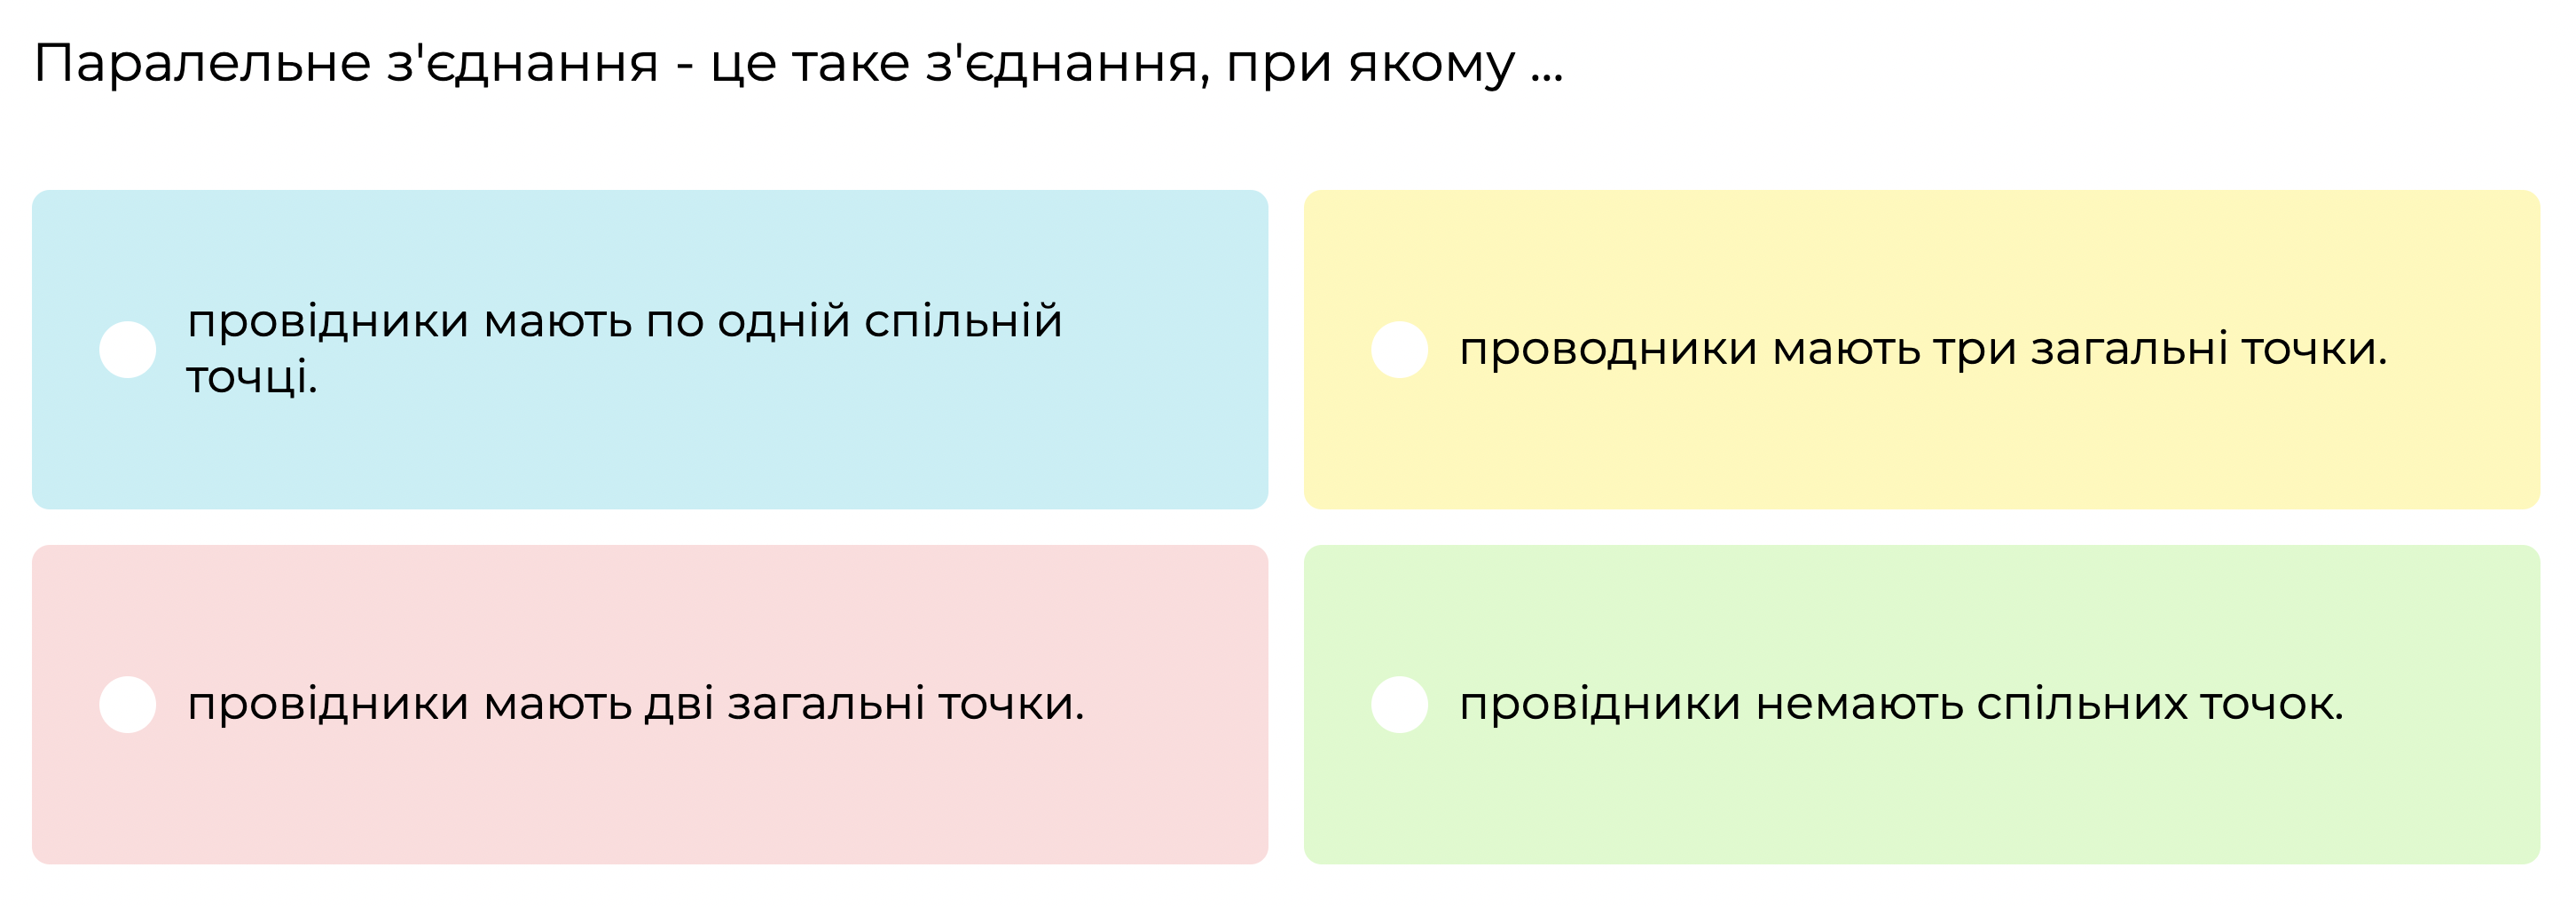 Паралельне з'єднання - це таке з'єднання, при якому ...
провідники мають по одній спільній
точці.
проводники мають три загальні точки.
провідники мають дві загальні точки.
провідники немають спільних точок.